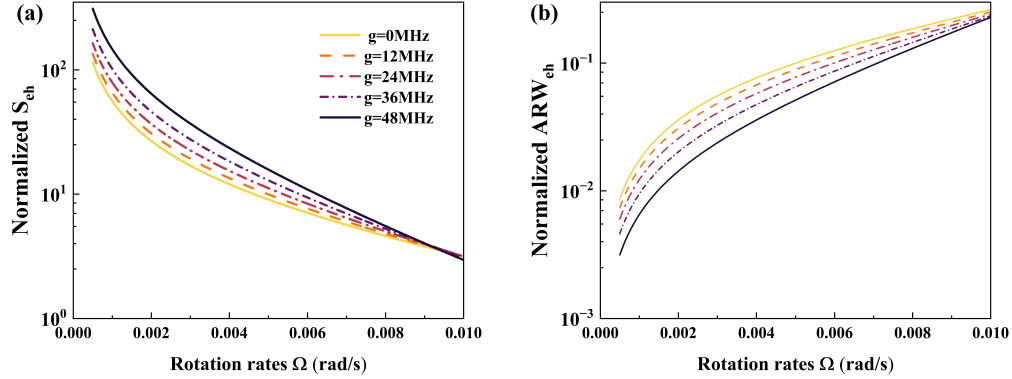 (a)
Normalized S_eh
10^2
10^1
10^0
g=0MHz
g=12MHz
g=24MHz
g=36MHz
g=48MHz
0.000 0.002 0.004 0.006 0.008 0.010
Rotation rates Ω (rad/s)
(b)
Normalized ARW_eh
10^−1
10^−2
10^−3
0.000 0.002 0.004 0.006 0.008 0.010
Rotation rates Ω (rad/s)